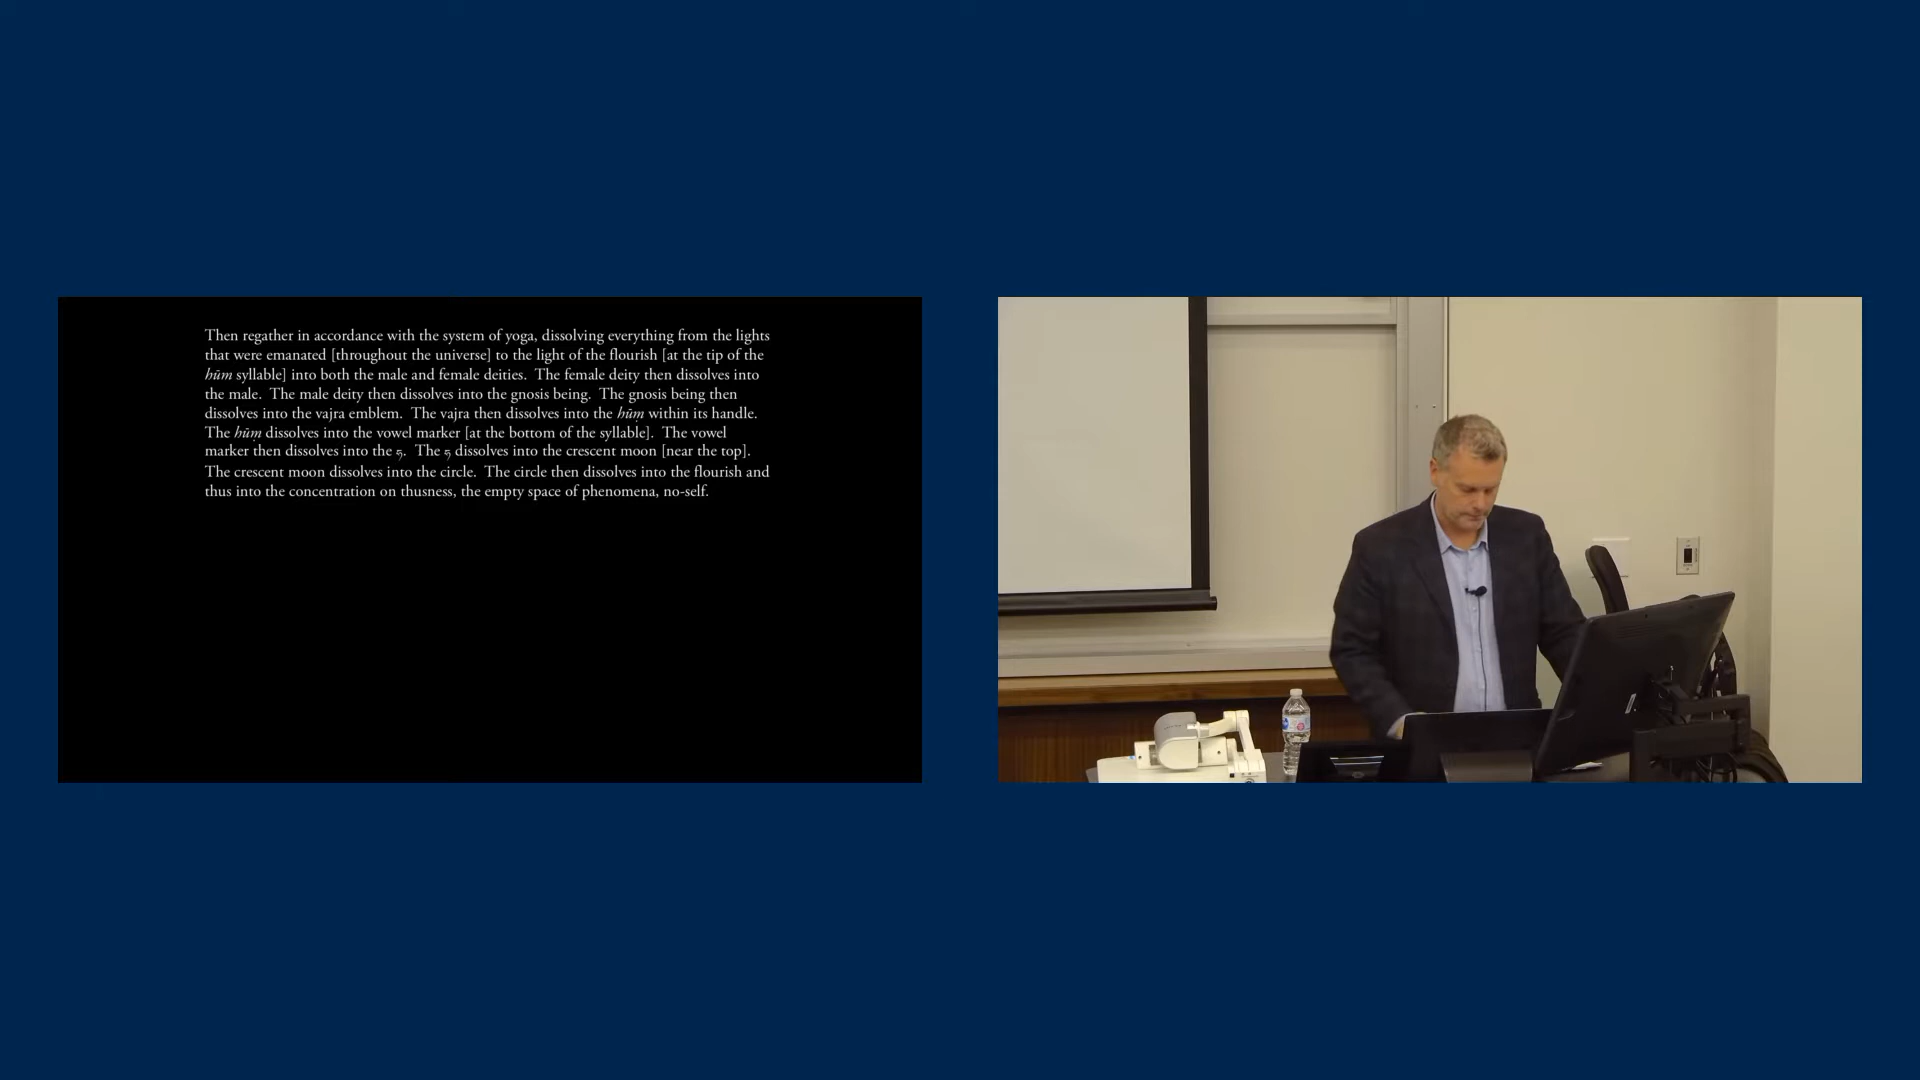 Then regather in accordance with the system of yoga, dissolving everything from the lights
that were emanated [throughout the universe] to the light of the flourish [at the tip of the
hūṃ syllable] into both the male and female deities. The female deity then dissolves into
the male. The male deity then dissolves into the gnosis being. The gnosis being then
dissolves into the vajra emblem. The vajra then dissolves into the hūṃ within its handle.
The hūṃ dissolves into the vowel marker [at the bottom of the syllable]. The vowel
marker then dissolves into the ྷ. The ྷ dissolves into the crescent moon [near the top].
The crescent moon dissolves into the circle. The circle then dissolves into the flourish and
thus into the concentration on thusness, the empty space of phenomena, no-self.